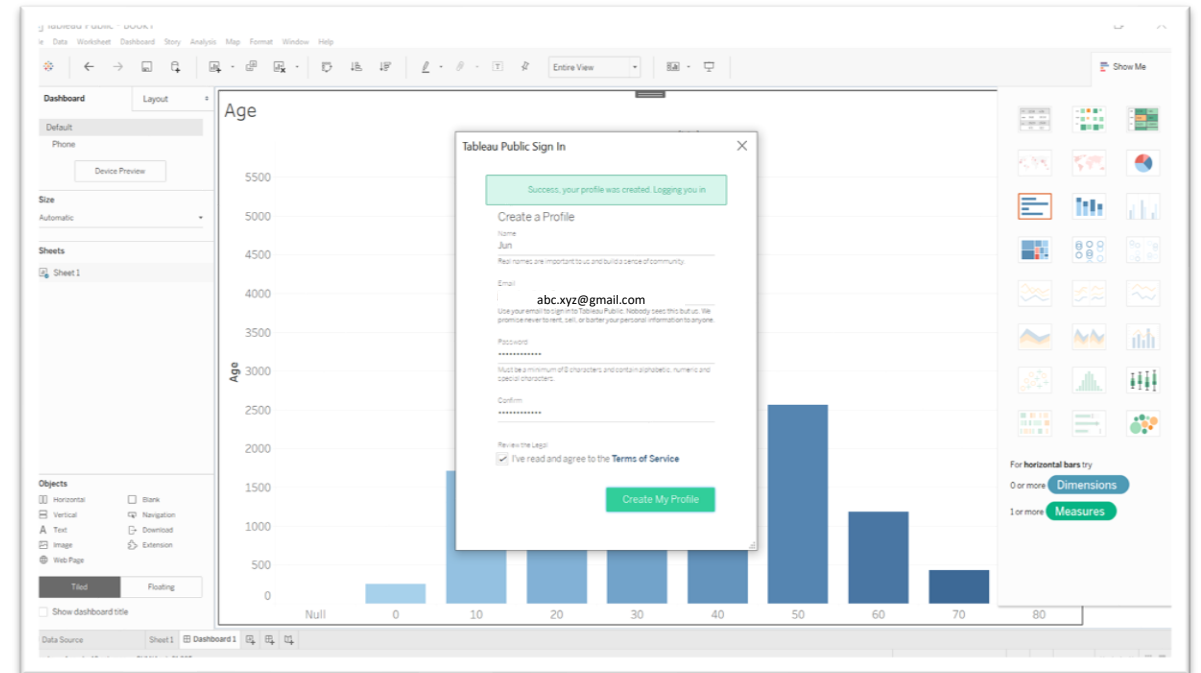 Tableau Public - Book1
Data Worksheet Dashboard Story Analysis Map Format Window Help
Entire View
Show Me
Dashboard Layout
Default
Phone
Device Preview
Size
Automatic
Sheets
Sheet 1
Objects
Horizontal Blank
Vertical Navigation
A Text Download
Image Extension
Web Page
Tiled Floating
Show dashboard title
Age
Age
5500
5000
4500
4000
3500
3000
2500
2000
1500
1000
500
0
Null 0 10 20 30 40 50 60 70 80
Tableau Public Sign In
Success, your profile was created. Logging you in
Create a Profile
Name
Jun
Real names are important to us and build a sense of community.
Email
abc.xyz@gmail.com
Use your email to sign in to Tableau Public. Nobody sees this but us. We
promise never to rent, sell, or barter your personal information to anyone.
Password
Must be a minimum of 8 characters and contain alphabetic, numeric and
special characters.
Confirm
Review the Legal
I've read and agree to the Terms of Service
Create My Profile
For horizontal bars try
0 or more Dimensions
1 or more Measures
Data Source Sheet 1 Dashboard 1